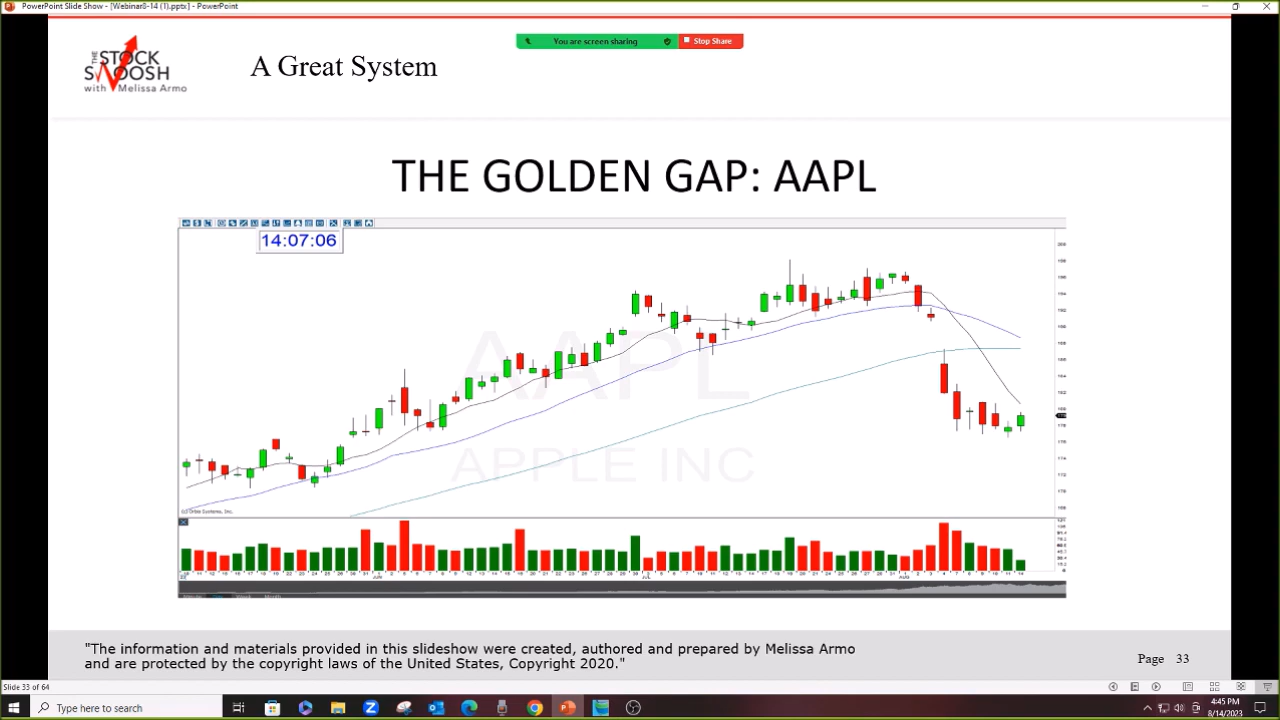 PowerPoint Slide Show - [Webinar8-14 (1).pptx] - PowerPoint
You are screen sharing
Stop Share
THE STOCK SWOOSH
with Melissa Armo
A Great System
THE GOLDEN GAP: AAPL
14:07:06
AAPL
APPLE INC
JUN
JUL
AUG
"The information and materials provided in this slideshow were created, authored and prepared by Melissa Armo
and are protected by the copyright laws of the United States, Copyright 2020."
Page 33
Slide 33 of 64
Type here to search
4:45 PM
8/14/2023